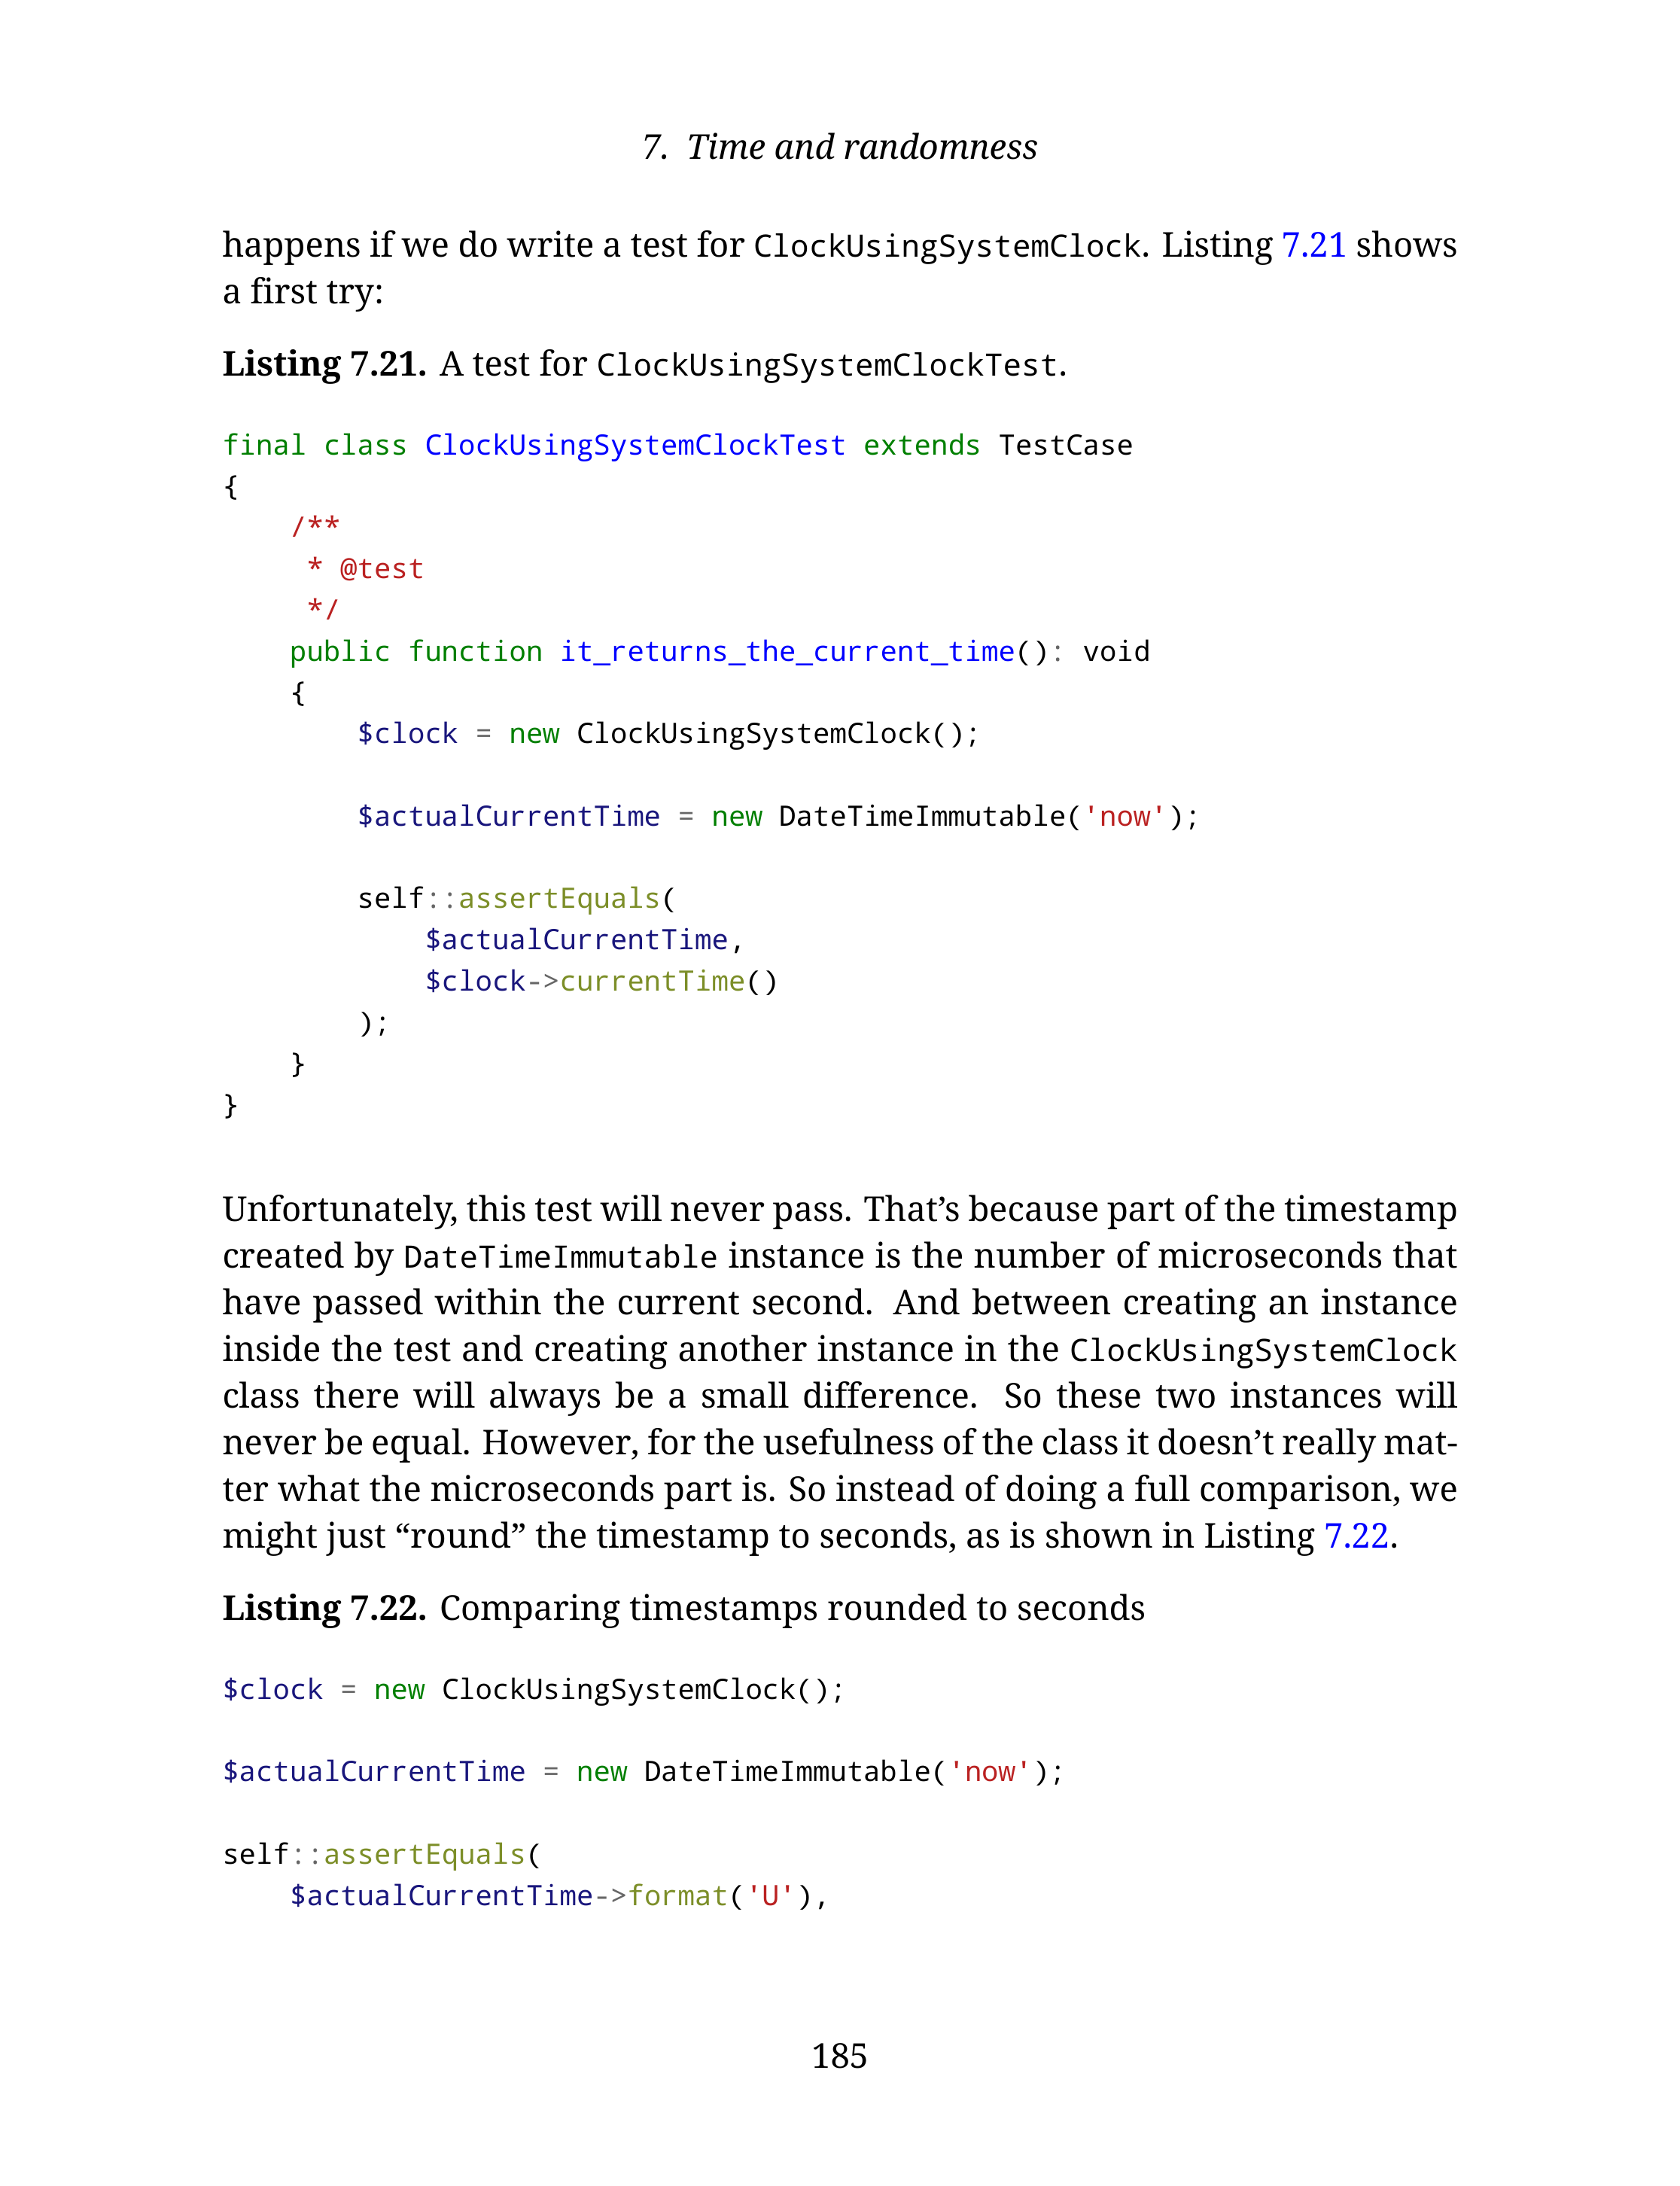 7. Time and randomness
happens if we do write a test for ClockUsingSystemClock. Listing 7.21 shows
a first try:
Listing 7.21. A test for ClockUsingSystemClockTest.
final class ClockUsingSystemClockTest extends TestCase
{
    /**
     * @test
     */
    public function it_returns_the_current_time(): void
    {
        $clock = new ClockUsingSystemClock();

        $actualCurrentTime = new DateTimeImmutable('now');

        self::assertEquals(
            $actualCurrentTime,
            $clock->currentTime()
        );
    }
}
Unfortunately, this test will never pass. That’s because part of the timestamp
created by DateTimeImmutable instance is the number of microseconds that
have passed within the current second. And between creating an instance
inside the test and creating another instance in the ClockUsingSystemClock
class there will always be a small difference. So these two instances will
never be equal. However, for the usefulness of the class it doesn’t really mat-
ter what the microseconds part is. So instead of doing a full comparison, we
might just “round” the timestamp to seconds, as is shown in Listing 7.22.
Listing 7.22. Comparing timestamps rounded to seconds
$clock = new ClockUsingSystemClock();

$actualCurrentTime = new DateTimeImmutable('now');

self::assertEquals(
    $actualCurrentTime->format('U'),
185